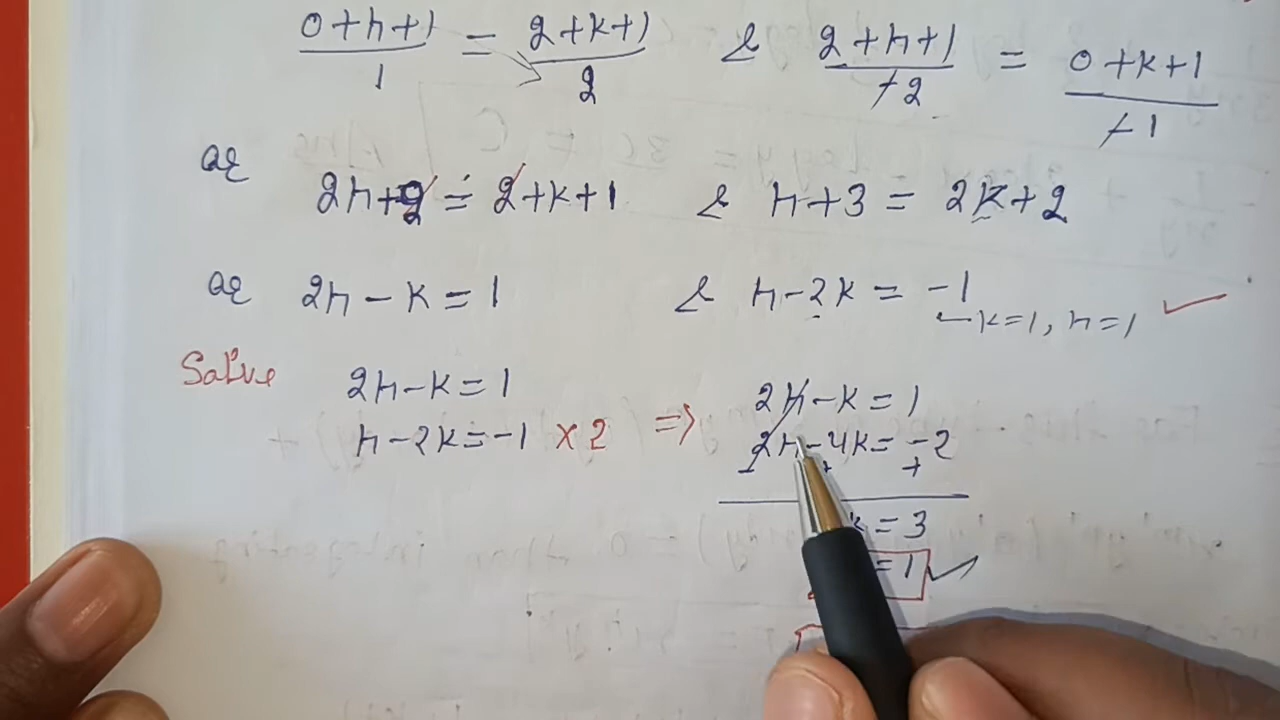 0+h+1/1 = 2+k+1/2 & 2+h+1/-2 = 0+k+1/-1
or 2h+2 = 2+k+1 & h+3 = 2k+2
or 2h-k=1 & h-2k = -1
k=1, h=1
Solve 2h-k=1 ⇒ 2h-k=1
h-2k=-1 x2 2h-4k=-2
- + +
k = 3
=1